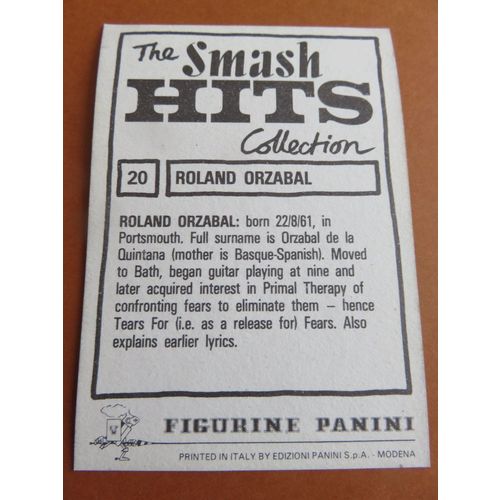 The Smash
HITS
Collection
20 ROLAND ORZABAL
ROLAND ORZABAL: born 22/8/61, in
Portsmouth. Full surname is Orzabal de la
Quintana (mother is Basque-Spanish). Moved
to Bath, began guitar playing at nine and
later acquired interest in Primal Therapy of
confronting fears to eliminate them – hence
Tears For (i.e. as a release for) Fears. Also
explains earlier lyrics.
FIGURINE PANINI
PRINTED IN ITALY BY EDIZIONI PANINI S.p.A. - MODENA